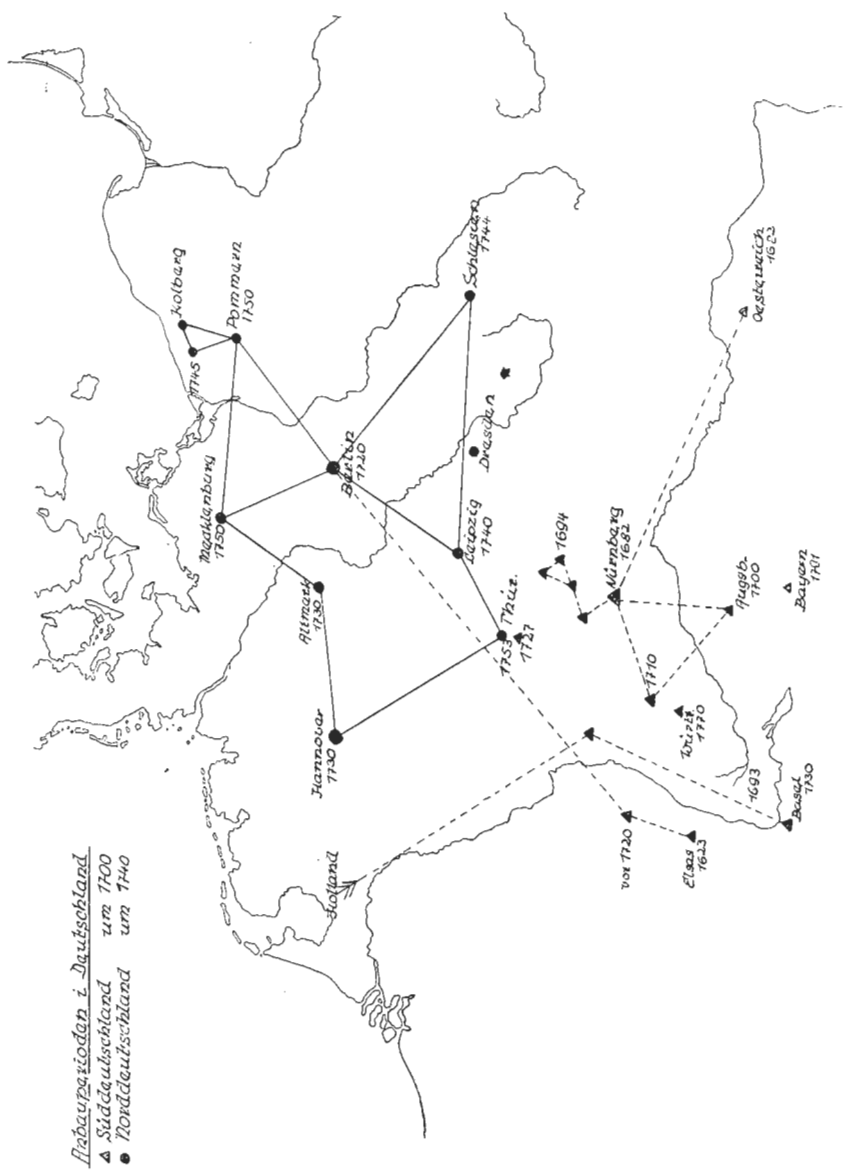 Anbauperioden i Deutschland
Süddeutschland um 1700
Norddeutschland um 1740
Kolberg
1745
Pommern
1750
Mecklenburg
1750
Altmark
1730
Hannover
1730
Holland
Berlin
1720
Schlesien
1744
Dresden
Leipzig
1740
Thür.
1753
1727
1694
Nürnberg
1682
1710
Augsb.
1700
Württ.
1770
Bayern
1701
Oesterreich
vor 1720
Elsas
1623
1693
Basel
1730